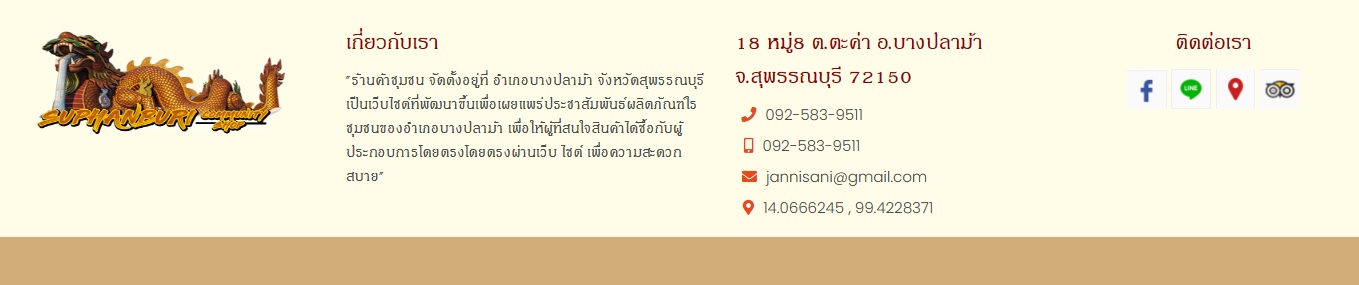 SUPHANBURI COMMUNITY
SHOP
เกี่ยวกับเรา
"ร้านค้าชุมชน จัดตั้งอยู่ที่ อำเภอบางปลาม้า จังหวัดสุพรรณบุรี
เป็นเว็บไซต์ที่พัฒนาขึ้นเพื่อเผยแพร่ประชาสัมพันธ์ผลิตภัณฑ์ใร
ชุมชนของอำเภอบางปลาม้า เพื่อให้ผู้ที่สนใจสินค้าได้ซื้อกับผู้
ประกอบการโดยตรงโดยตรงผ่านเว็บ ไซต์ เพื่อความสะดวก
สบาย"
18 หมู่8 ต.ตะค่า อ.บางปลาม้า
จ.สุพรรณบุรี 72150
092-583-9511
092-583-9511
jannisani@gmail.com
14.0666245 , 99.4228371
ติดต่อเรา
LINE